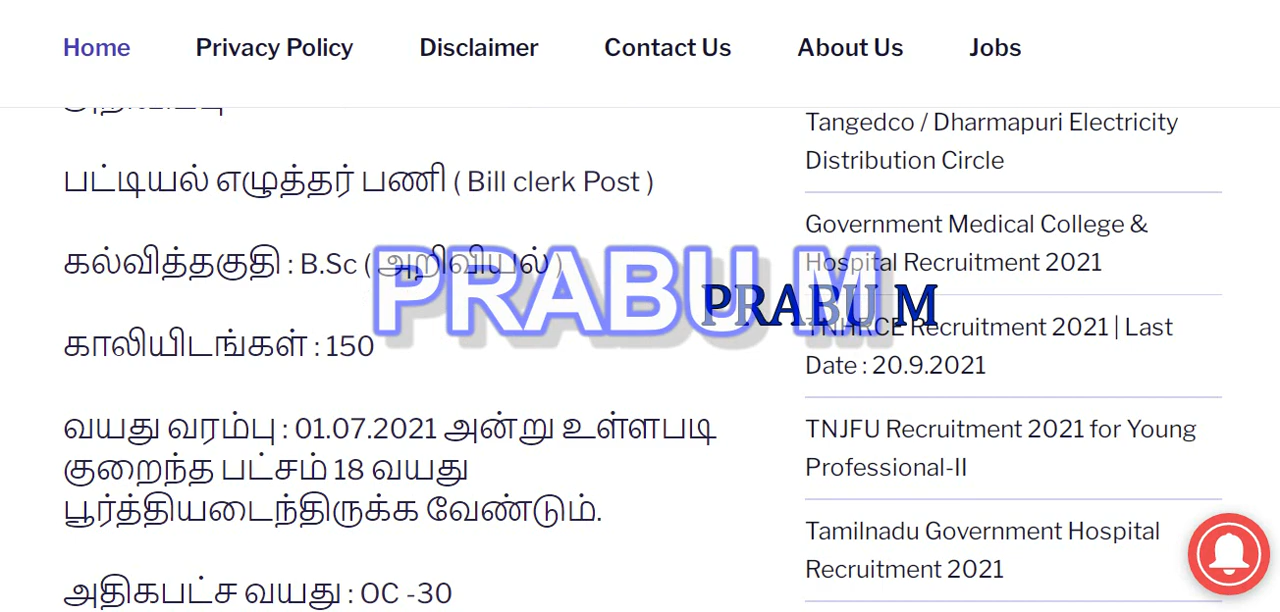 Home Privacy Policy Disclaimer Contact Us About Us Jobs
பட்டியல் எழுத்தர் பணி ( Bill clerk Post )
கல்வித்தகுதி : B.Sc ( அறிவியல் )
காலியிடங்கள் : 150
வயது வரம்பு : 01.07.2021 அன்று உள்ளபடி
குறைந்த பட்சம் 18 வயது
பூர்த்தியடைந்திருக்க வேண்டும்.
அதிகபட்ச வயது : OC -30
PRABU M
PRABU M
Tangedco / Dharmapuri Electricity
Distribution Circle
Government Medical College &
Hospital Recruitment 2021
TNHRCE Recruitment 2021 | Last
Date : 20.9.2021
TNJFU Recruitment 2021 for Young
Professional-II
Tamilnadu Government Hospital
Recruitment 2021